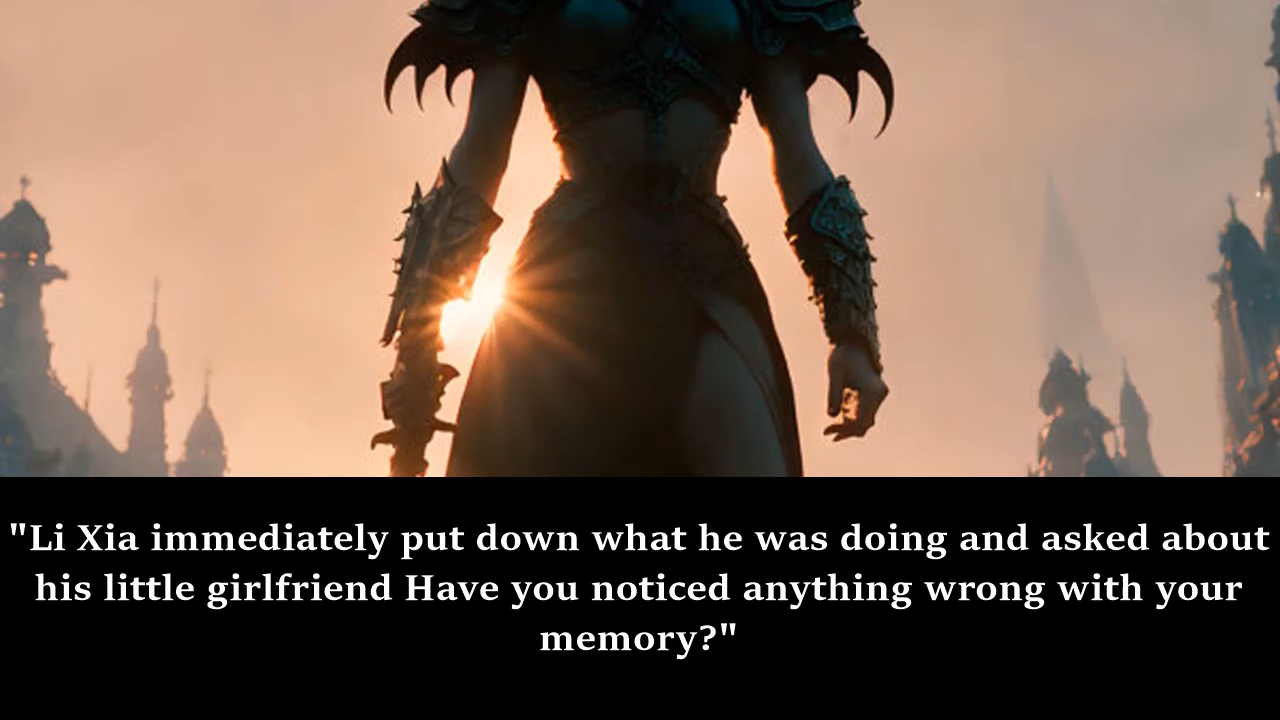 "Li Xia immediately put down what he was doing and asked about
his little girlfriend Have you noticed anything wrong with your
memory?"